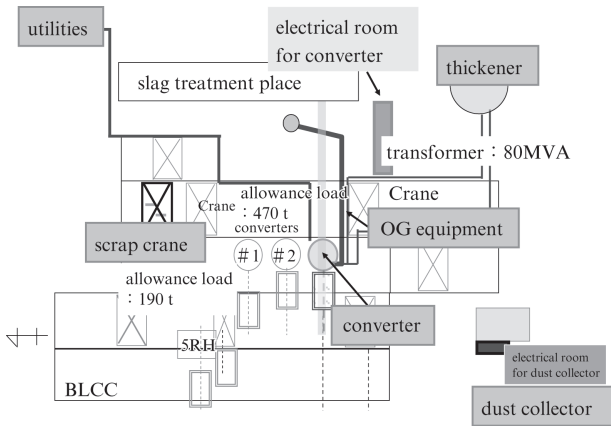 utilities
electrical room
for converter
thickener
slag treatment place
transformer：80MVA
allowance load
Crane：470 t
Crane
converters
OG equipment
scrap crane
#1
#2
allowance load
：190 t
converter
5RH
BLCC
electrical room
for dust collector
dust collector